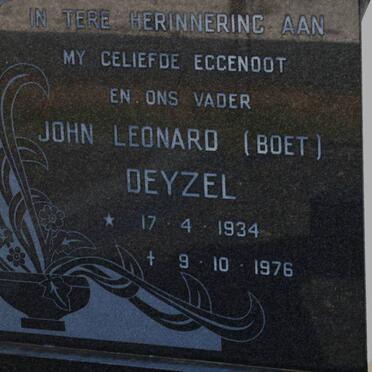 IN TERE HERINNERING AAN
MY GELIEFDE EGGENOOT
EN ONS VADER
JOHN LEONARD (BOET)
DEYZEL
* 17-4-1934
† 9-10-1976